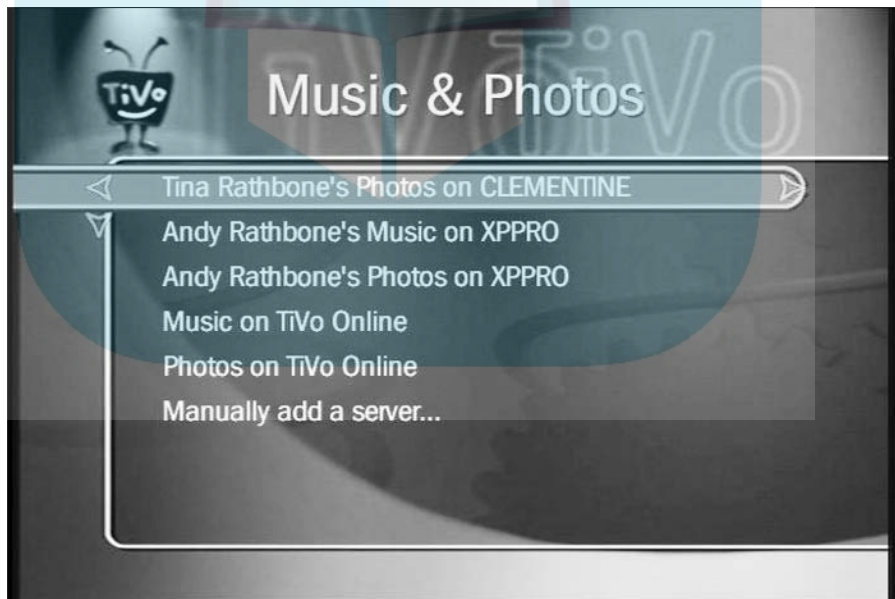 TiVo
TiVo
Music & Photos
Tina Rathbone's Photos on CLEMENTINE
Andy Rathbone's Music on XPPRO
Andy Rathbone's Photos on XPPRO
Music on TiVo Online
Photos on TiVo Online
Manually add a server...